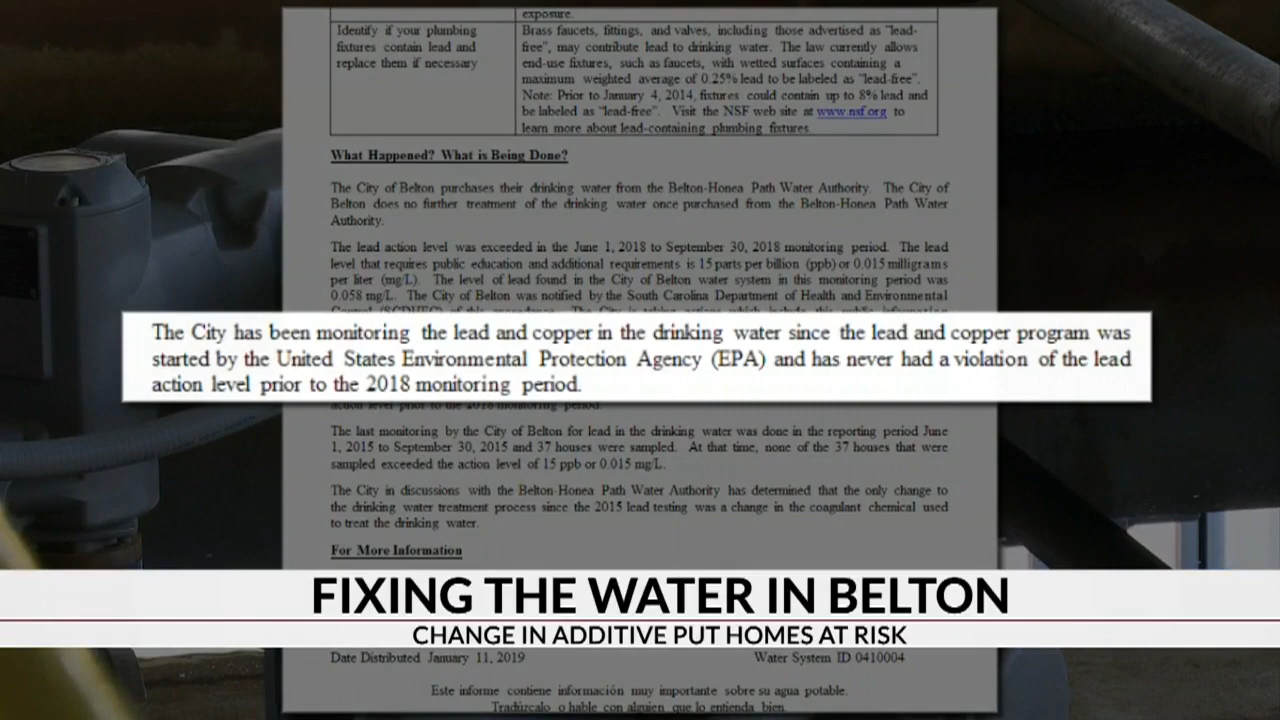 exposure.
Identify if your plumbing
fixtures contain lead and
replace them if necessary
Brass faucets, fittings, and valves, including those advertised as "lead-
free", may contribute lead to drinking water. The law currently allows
end-use fixtures, such as faucets, with wetted surfaces containing a
maximum weighted average of 0.25% lead to be labeled as "lead-free".
Note: Prior to January 4, 2014, fixtures could contain up to 8% lead and
be labeled as "lead-free". Visit the NSF web site at www.nsf.org to
learn more about lead-containing plumbing fixtures.
What Happened? What is Being Done?
The City of Belton purchases their drinking water from the Belton-Honea Path Water Authority. The City of
Belton does no further treatment of the drinking water once purchased from the Belton-Honea Path Water
Authority.
The lead action level was exceeded in the June 1, 2018 to September 30, 2018 monitoring period. The lead
level that requires public education and additional requirements is 15 parts per billion (ppb) or 0.015 milligrams
per liter (mg/L). The level of lead found in the City of Belton water system in this monitoring period was
0.058 mg/L. The City of Belton was notified by the South Carolina Department of Health and Environmental
The City has been monitoring the lead and copper in the drinking water since the lead and copper program was
started by the United States Environmental Protection Agency (EPA) and has never had a violation of the lead
action level prior to the 2018 monitoring period.
action level prior to the 2018 monitoring period.
The last monitoring by the City of Belton for lead in the drinking water was done in the reporting period June
1, 2015 to September 30, 2015 and 37 houses were sampled. At that time, none of the 37 houses that were
sampled exceeded the action level of 15 ppb or 0.015 mg/L.
The City in discussions with the Belton-Honea Path Water Authority has determined that the only change to
the drinking water treatment process since the 2015 lead testing was a change in the coagulant chemical used
to treat the drinking water.
For More Information
FIXING THE WATER IN BELTON
CHANGE IN ADDITIVE PUT HOMES AT RISK
Date Distributed January 11, 2019
Water System ID 0410004
Este informe contiene información muy importante sobre su agua potable.
Tradúzcalo o hable con alguien que lo entienda bien.